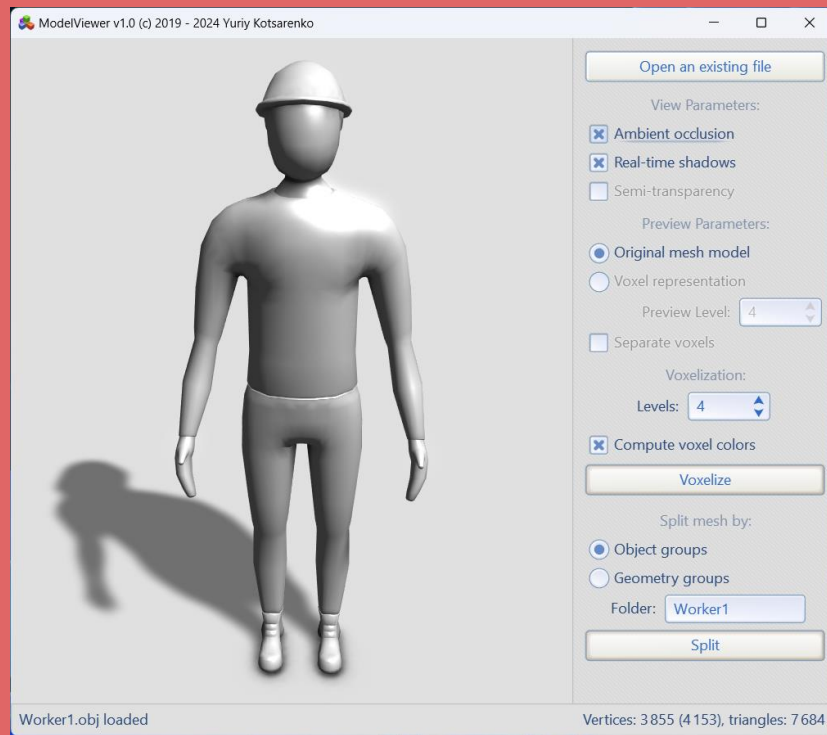 ModelViewer v1.0 (c) 2019 - 2024 Yuriy Kotsarenko
Open an existing file
View Parameters:
Ambient occlusion
Real-time shadows
Semi-transparency
Preview Parameters:
Original mesh model
Voxel representation
Preview Level: 4
Separate voxels
Voxelization:
Levels: 4
Compute voxel colors
Voxelize
Split mesh by:
Object groups
Geometry groups
Folder: Worker1
Split
Worker1.obj loaded
Vertices: 3 855 (4 153), triangles: 7 684